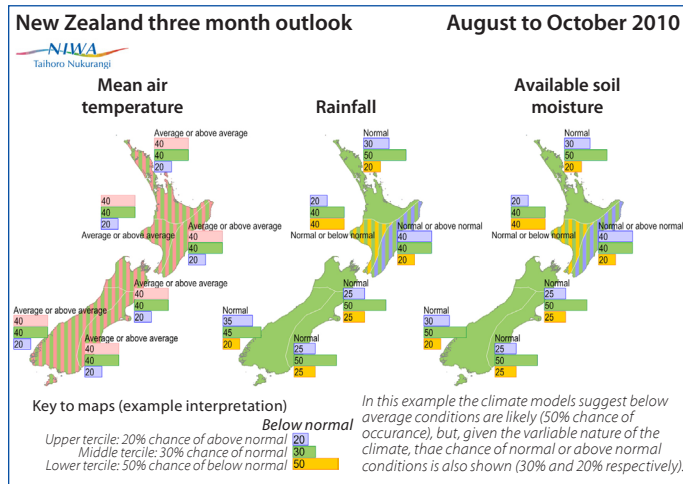 New Zealand three month outlook August to October 2010
NIWA
Taihoro Nukurangi
Mean air
temperature
Average or above average
40
40
20
40
40
20
Average or above average
Average or above average
40
40
20
Average or above average
40
40
20
Average or above average
40
40
20
Average or above average
40
40
20
Rainfall
Normal
30
50
20
20
40
40
Normal or below normal
Normal or above normal
40
40
20
Normal
25
50
25
Normal
35
45
20
Normal
25
50
25
Available soil
moisture
Normal
30
50
20
20
40
40
Normal or below normal
Normal or above normal
40
40
20
Normal
25
50
25
Normal
30
50
20
Normal
25
50
25
Key to maps (example interpretation)
Below normal
Upper tercile: 20% chance of above normal 20
Middle tercile: 30% chance of normal 30
Lower tercile: 50% chance of below normal 50
In this example the climate models suggest below
average conditions are likely (50% chance of
occurance), but, given the varliable nature of the
climate, thae chance of normal or above normal
conditions is also shown (30% and 20% respectively).